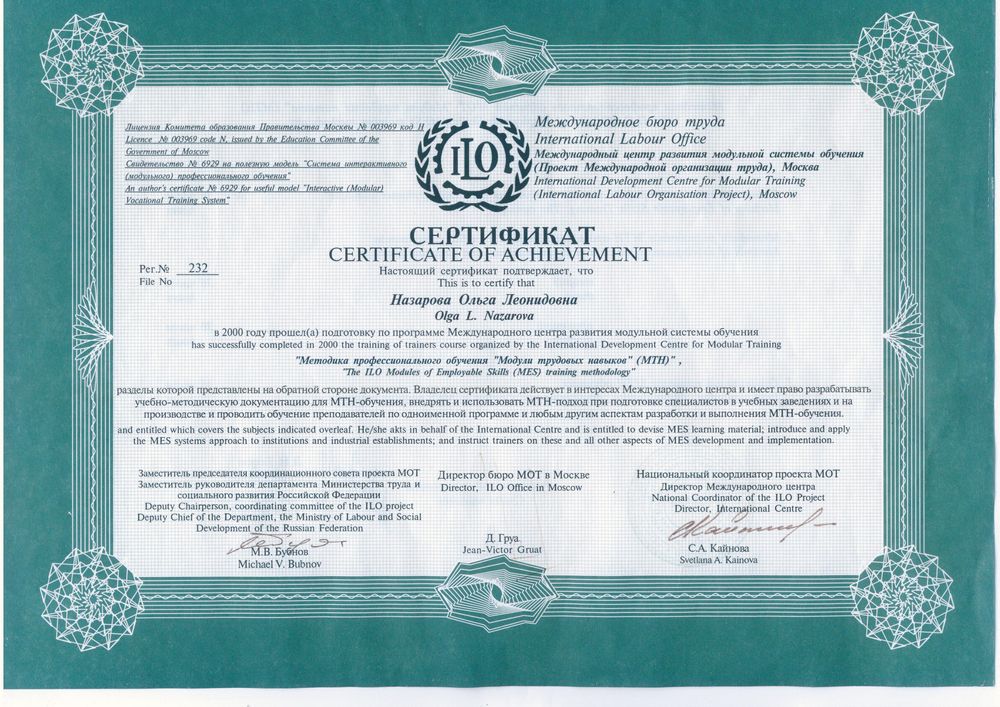 Лицензия Комитета образования Правительства Москвы № 003969 код Н
Licence № 003969 code N, issued by the Education Committee of the
Government of Moscow
Свидетельство № 6929 на полезную модель "Система интерактивного
(модульного) профессионального обучения"
An author's certificate № 6929 for useful model "Interactive (Modular)
Vocational Training System"
ILO
Международное бюро труда
International Labour Office
Международный центр развития модульной системы обучения
(Проект Международной организации труда), Москва
International Development Centre for Modular Training
(International Labour Organisation Project), Moscow
СЕРТИФИКАТ
CERTIFICATE OF ACHIEVEMENT
Рег.№ 232
File No
Настоящий сертификат подтверждает, что
This is to certify that
Назарова Ольга Леонидовна
Olga L. Nazarova
в 2000 году прошел(а) подготовку по программе Международного центра развития модульной системы обучения
has successfully completed in 2000 the training of trainers course organized by the International Development Centre for Modular Training
"Методика профессионального обучения "Модули трудовых навыков" (МТН)" ,
"The ILO Modules of Employable Skills (MES) training methodology"
разделы которой представлены на обратной стороне документа. Владелец сертификата действует в интересах Международного центра и имеет право разрабатывать
учебно-методическую документацию для МТН-обучения, внедрять и использовать МТН-подход при подготовке специалистов в учебных заведениях и на
производстве и проводить обучение преподавателей по одноименной программе и любым другим аспектам разработки и выполнения МТН-обучения.
and entitled which covers the subjects indicated overleaf. He/she akts in behalf of the International Centre and is entitled to devise MES learning material; introduce and apply
the MES systems approach to institutions and industrial establishments; and instruct trainers on these and all other aspects of MES development and implementation.
Заместитель председателя координационного совета проекта МОТ
Заместитель руководителя департамента Министерства труда и
социального развития Российской Федерации
Deputy Chairperson, coordinating committee of the ILO project
Deputy Chief of the Department, the Ministry of Labour and Social
Development of the Russian Federation
М.В. Бубнов
Michael V. Bubnov
Директор бюро МОТ в Москве
Director, ILO Office in Moscow
Д. Груа
Jean-Victor Gruat
Национальный координатор проекта МОТ
Директор Международного центра
National Coordinator of the ILO Project
Director, International Centre
С.А. Кайнова
Svetlana A. Kainova